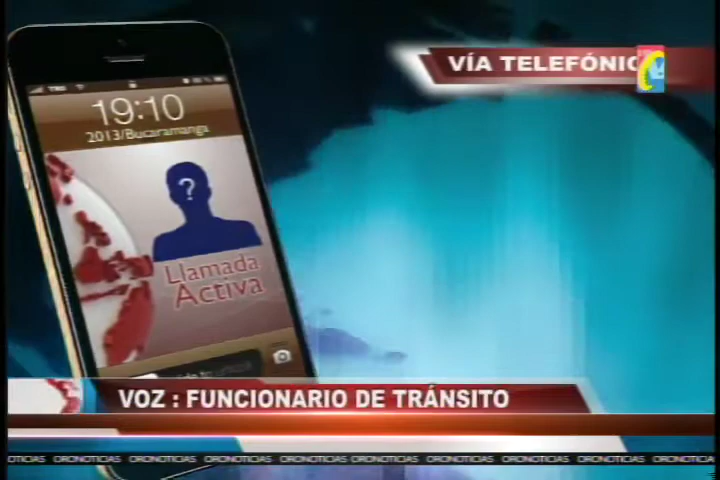 VÍA TELEFÓNIC
19:10
2013/Bucaramanga
?
Llamada
Activa
VOZ : FUNCIONARIO DE TRÁNSITO
OTICIAS ORONOTICIAS ORONOTICIAS ORONOTICIAS ORONOTICIAS ORONOTICIAS ORONOTICIAS ORONOTICIAS ORONOTICIAS